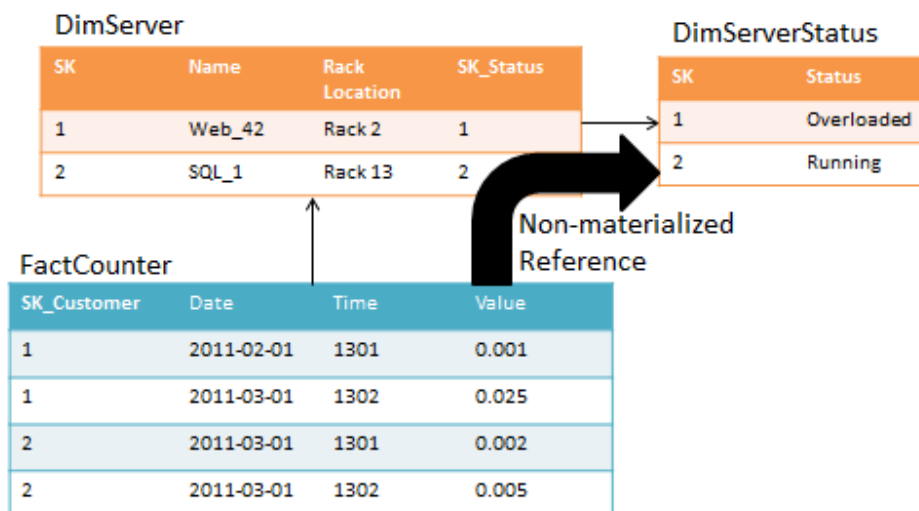 DimServer
SK Name Rack Location SK_Status
1 Web_42 Rack 2 1
2 SQL_1 Rack 13 2
DimServerStatus
SK Status
1 Overloaded
2 Running
Non-materialized
Reference
FactCounter
SK_Customer Date Time Value
1 2011-02-01 1301 0.001
1 2011-03-01 1302 0.025
2 2011-03-01 1301 0.002
2 2011-03-01 1302 0.005